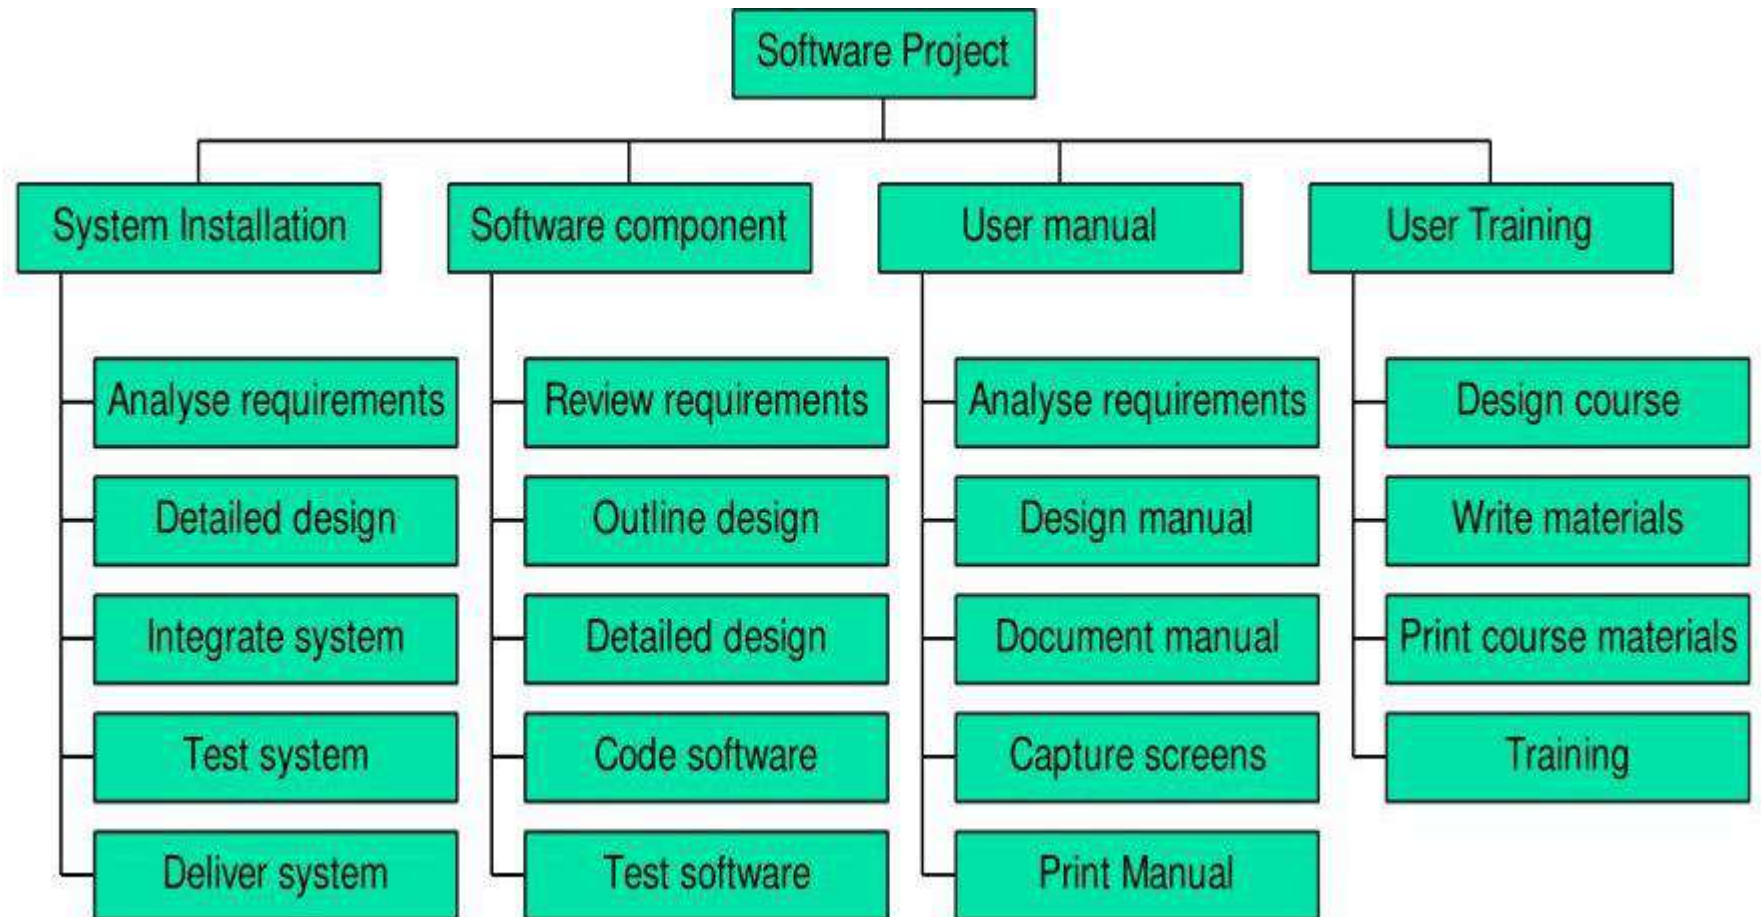 Software Project
System Installation
Software component
User manual
User Training
Analyse requirements
Detailed design
Integrate system
Test system
Deliver system
Review requirements
Outline design
Detailed design
Code software
Test software
Analyse requirements
Design manual
Document manual
Capture screens
Print Manual
Design course
Write materials
Print course materials
Training